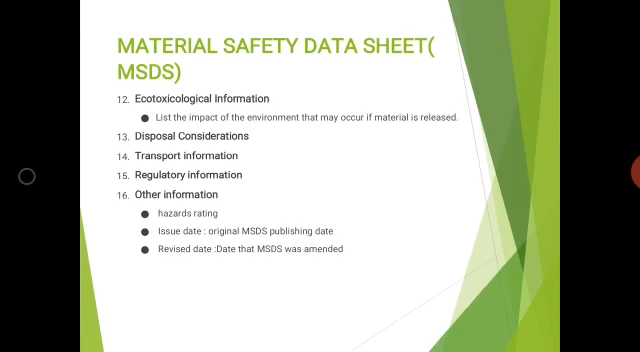 MATERIAL SAFETY DATA SHEET(
MSDS)
12. Ecotoxicological Information
● List the impact of the environment that may occur if material is released.
13. Disposal Considerations
14. Transport information
15. Regulatory information
16. Other information
● hazards rating
● Issue date : original MSDS publishing date
● Revised date :Date that MSDS was amended